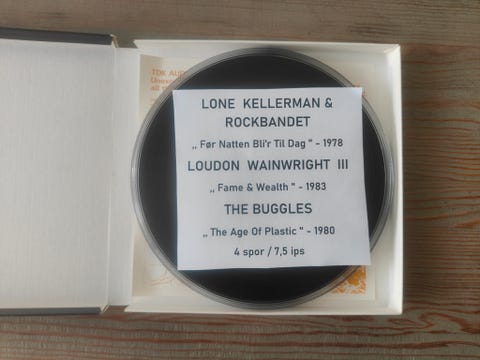 TDK AUD
LONE KELLERMAN &
ROCKBANDET
„ Før Natten Bli'r Til Dag " - 1978
LOUDON WAINWRIGHT III
„ Fame & Wealth " - 1983
THE BUGGLES
„ The Age Of Plastic " - 1980
4 spor / 7,5 ips